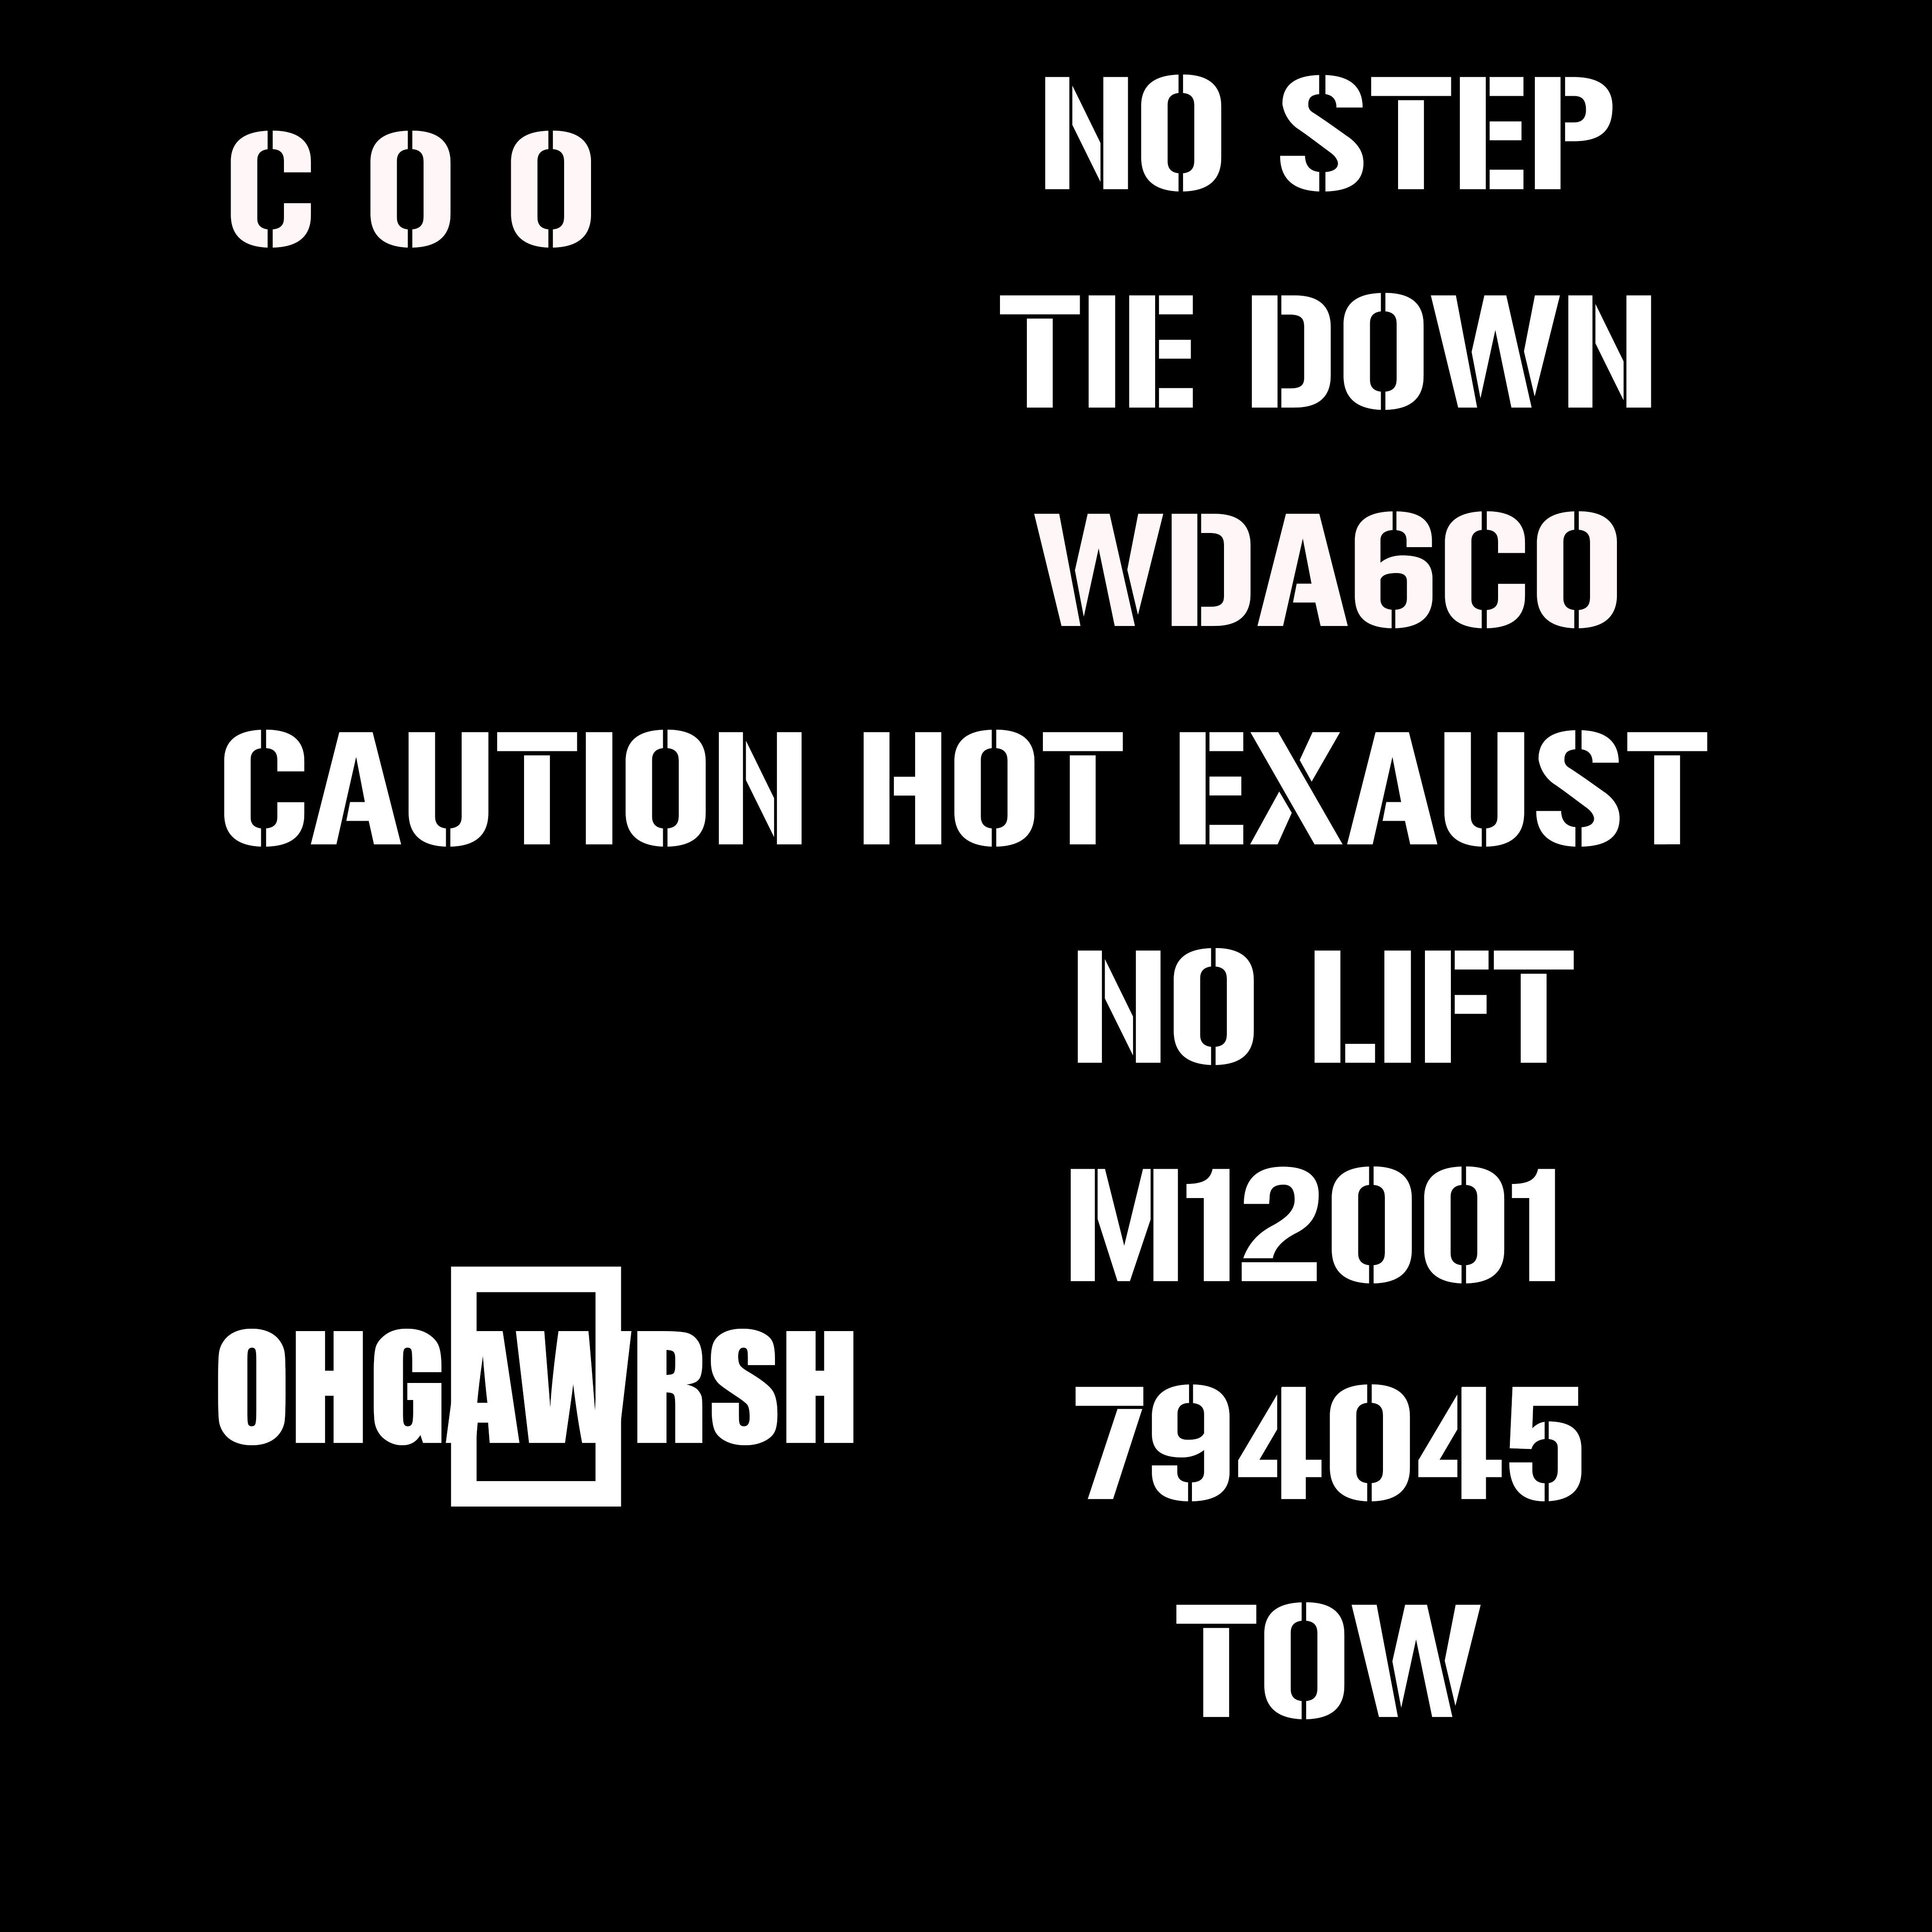 C O O
NO STEP
TIE DOWN
WDA6CO
CAUTION HOT EXAUST
NO LIFT
M12001
OHGAWRSH
794045
TOW